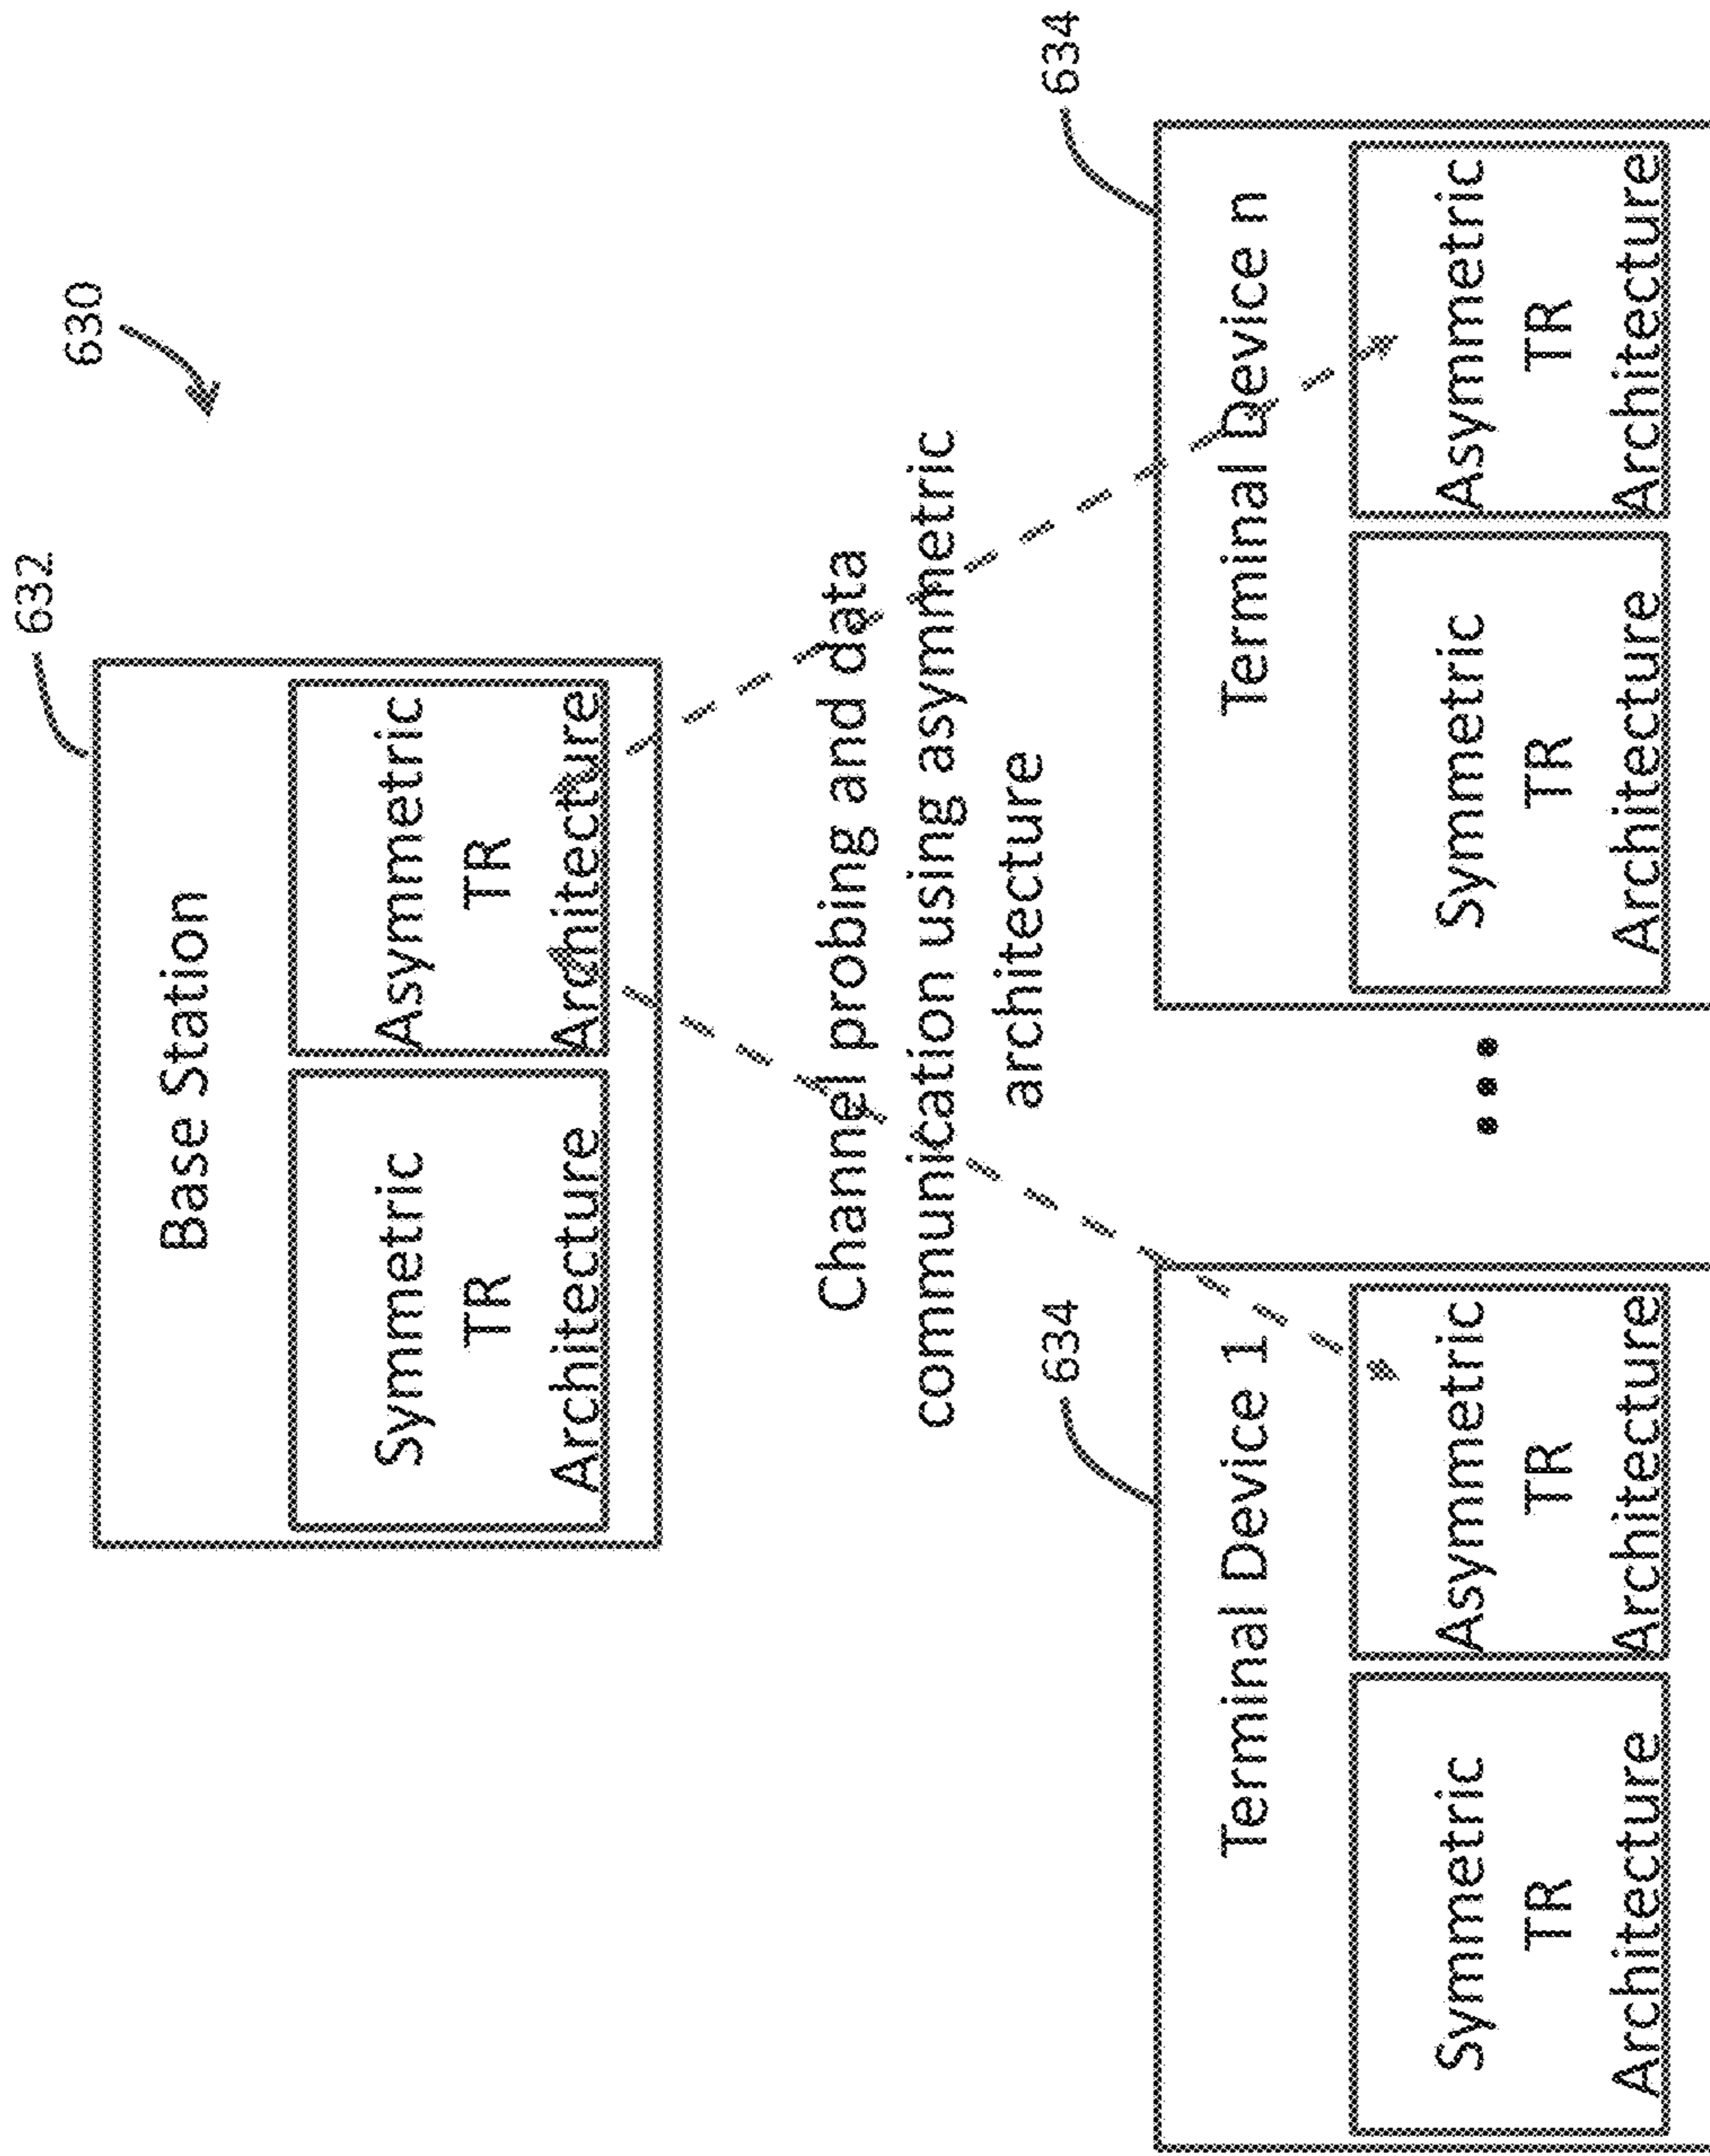 630
632
Base Station
Symmetric
TR
Architecture
Asymmetric
TR
Architecture
Channel probing and data
communication using asymmetric
architecture
634
Terminal Device 1
Symmetric
TR
Architecture
Asymmetric
TR
Architecture
...
634
Terminal Device n
Symmetric
TR
Architecture
Asymmetric
TR
Architecture